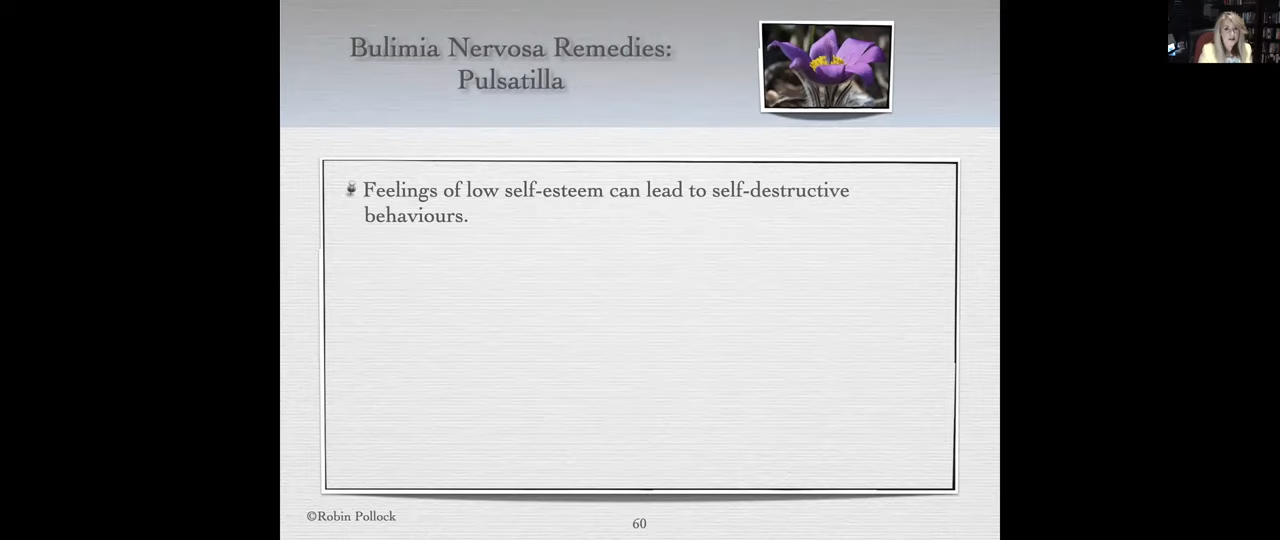 Bulimia Nervosa Remedies:
Pulsatilla
Feelings of low self-esteem can lead to self-destructive
behaviours.
©Robin Pollock
60